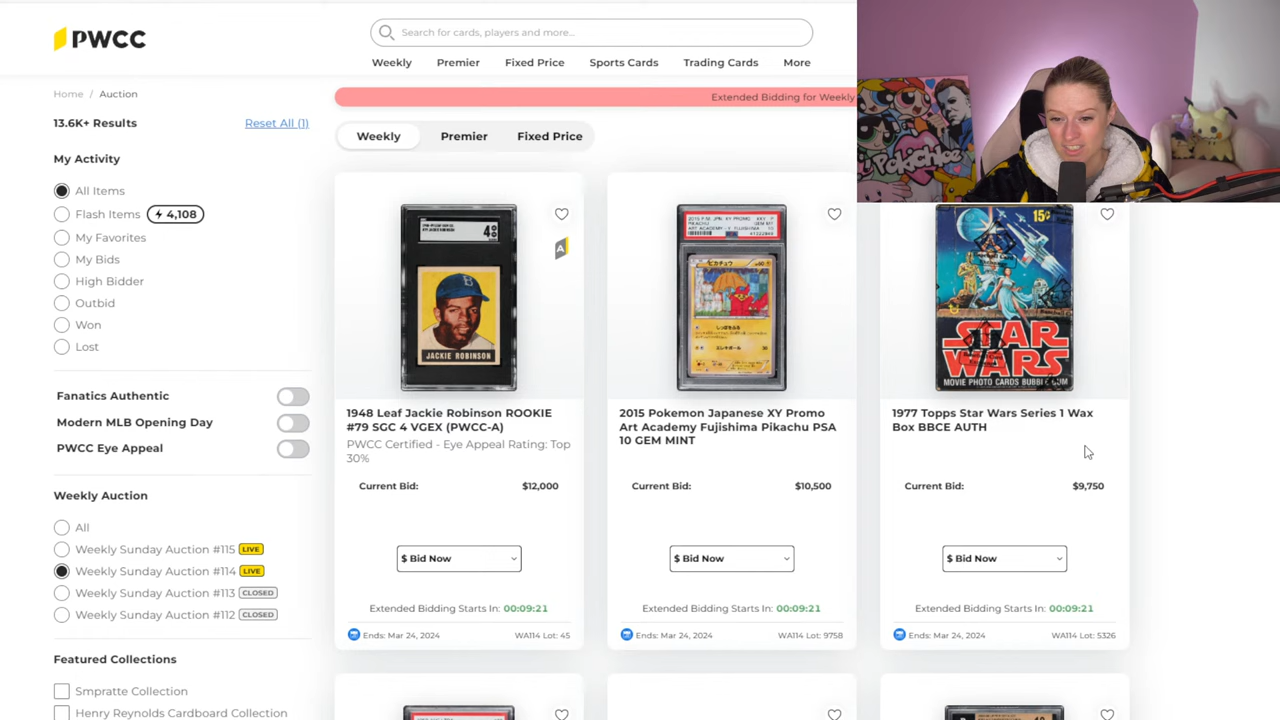 PWCC
Search for cards, players and more...
Weekly
Premier
Fixed Price
Sports Cards
Trading Cards
More
Home / Auction
13.6K+ Results
Reset All (1)
Extended Bidding for Weekly
Weekly
Premier
Fixed Price
My Activity
All Items
Flash Items 4,108
My Favorites
My Bids
High Bidder
Outbid
Won
Lost
Fanatics Authentic
Modern MLB Opening Day
PWCC Eye Appeal
Weekly Auction
All
Weekly Sunday Auction #115 LIVE
Weekly Sunday Auction #114 LIVE
Weekly Sunday Auction #113 CLOSED
Weekly Sunday Auction #112 CLOSED
Featured Collections
Smpratte Collection
Henry Reynolds Cardboard Collection
4
B
JACKIE ROBINSON
A
1948 Leaf Jackie Robinson ROOKIE
#79 SGC 4 VGEX (PWCC-A)
PWCC Certified - Eye Appeal Rating: Top
30%
Current Bid: $12,000
$ Bid Now
Extended Bidding Starts In: 00:09:21
Ends: Mar 24, 2024
WA114 Lot: 45
ピカチュウ
2015 Pokemon Japanese XY Promo
Art Academy Fujishima Pikachu PSA
10 GEM MINT
Current Bid: $10,500
$ Bid Now
Extended Bidding Starts In: 00:09:21
Ends: Mar 24, 2024
WA114 Lot: 9758
15¢
STAR
WARS
MOVIE PHOTO CARDS BUBBLE GUM
1977 Topps Star Wars Series 1 Wax
Box BBCE AUTH
Current Bid: $9,750
$ Bid Now
Extended Bidding Starts In: 00:09:21
Ends: Mar 24, 2024
WA114 Lot: 5326
Pokichloe